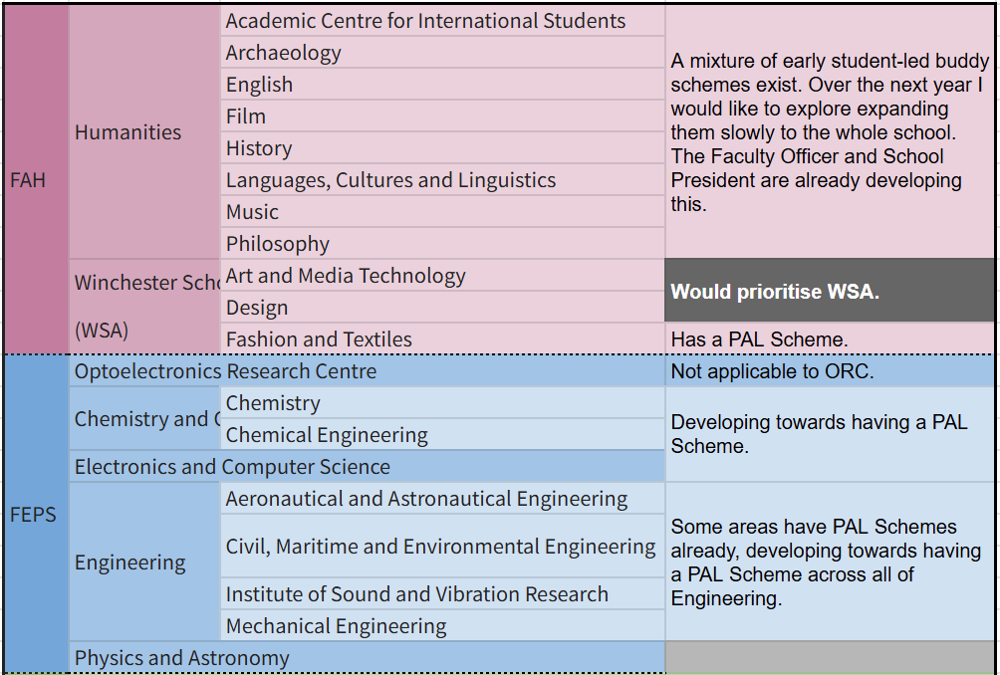 Academic Centre for International Students
Archaeology
English
Film
History
Languages, Cultures and Linguistics
Music
Philosophy
Humanities
FAH
A mixture of early student-led buddy
schemes exist. Over the next year I
would like to explore expanding
them slowly to the whole school.
The Faculty Officer and School
President are already developing
this.
Winchester Scho
(WSA)
Art and Media Technology
Design
Fashion and Textiles
Would prioritise WSA.
Has a PAL Scheme.
FEPS
Optoelectronics Research Centre
Not applicable to ORC.
Chemistry and
Chemistry
Chemical Engineering
Developing towards having a PAL
Scheme.
Electronics and Computer Science
Engineering
Aeronautical and Astronautical Engineering
Civil, Maritime and Environmental Engineering
Institute of Sound and Vibration Research
Mechanical Engineering
Some areas have PAL Schemes
already, developing towards having
a PAL Scheme across all of
Engineering.
Physics and Astronomy